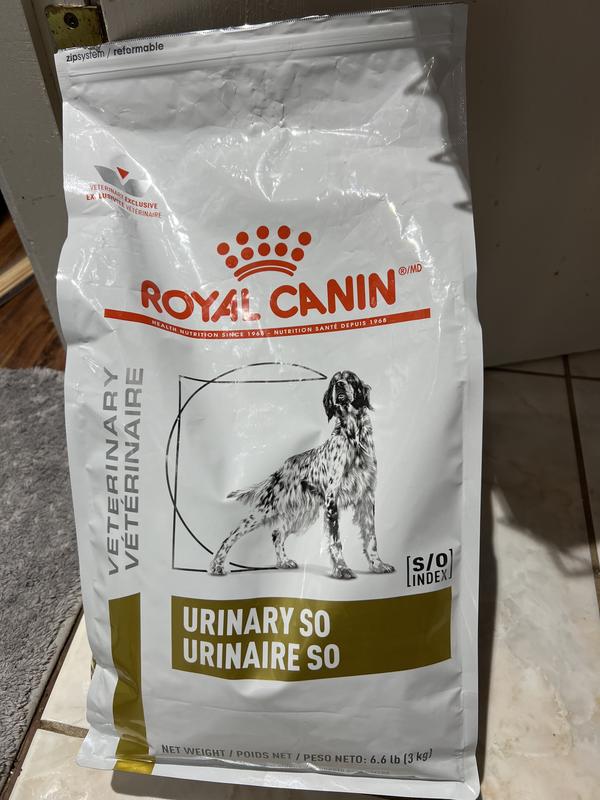 zipsystem / reformable
VETERINARY EXCLUSIVE
EXCLUSIVITÉ VÉTÉRINAIRE
ROYAL CANIN®/MD
HEALTH NUTRITION SINCE 1968 - NUTRITION SANTÉ DEPUIS 1968
VETERINARY
VÉTÉRINAIRE
S/O
INDEX
URINARY SO
URINAIRE SO
NET WEIGHT / POIDS NET / PESO NETO: 6.6 lb (3 kg)